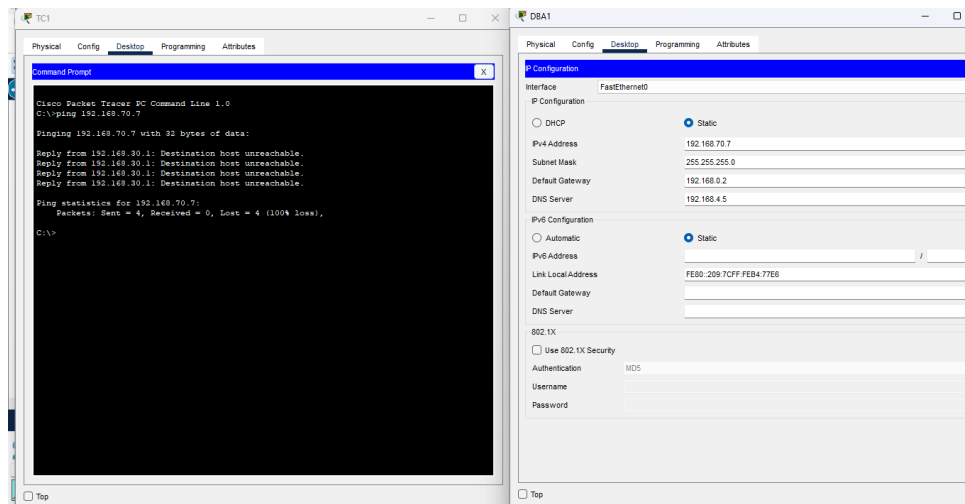 TC1
Physical Config Desktop Programming Attributes
Command Prompt
X
Cisco Packet Tracer PC Command Line 1.0
C:\>ping 192.168.70.7
Pinging 192.168.70.7 with 32 bytes of data:
Reply from 192.168.30.1: Destination host unreachable.
Reply from 192.168.30.1: Destination host unreachable.
Reply from 192.168.30.1: Destination host unreachable.
Reply from 192.168.30.1: Destination host unreachable.
Ping statistics for 192.168.70.7:
Packets: Sent = 4, Received = 0, Lost = 4 (100% loss),
C:\>
Top
DBA1
Physical Config Desktop Programming Attributes
IP Configuration
Interface FastEthernet0
IP Configuration
DHCP Static
IPv4 Address 192.168.70.7
Subnet Mask 255.255.255.0
Default Gateway 192.168.0.2
DNS Server 192.168.4.5
IPv6 Configuration
Automatic Static
IPv6 Address /
Link Local Address FE80::209:7CFF:FEB4:77E6
Default Gateway
DNS Server
802.1X
Use 802.1X Security
Authentication MD5
Username
Password
Top